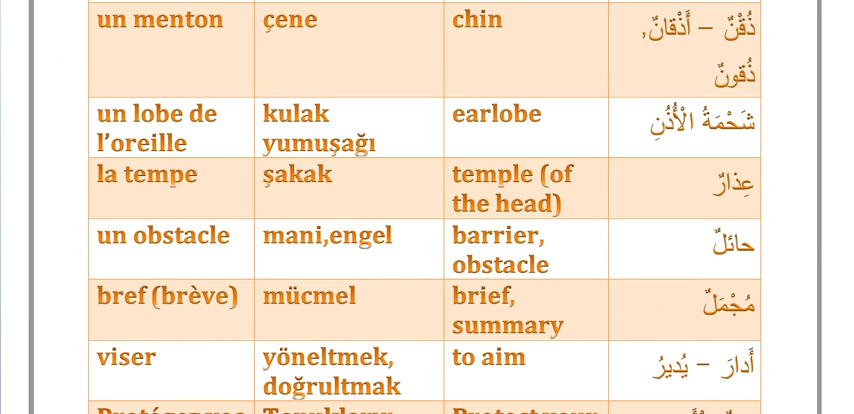 un menton çene chin ذُقْنٌ – أَذْقانٌ,
ذُقونٌ
un lobe de kulak earlobe شَحْمَةُ الْأُذُنِ
l’oreille yumuşağı
la tempe şakak temple (of عِذارٌ
the head)
un obstacle mani,engel barrier, حائلٌ
obstacle
bref (brève) mücmel brief, مُجْمَلٌ
summary
viser yöneltmek, to aim أَدارَ – يُديرُ
doğrultmak